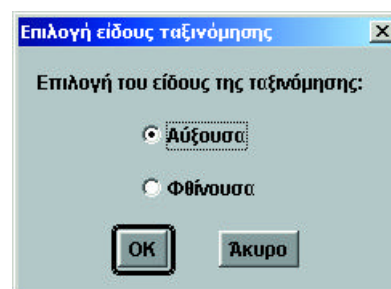 Επιλογή είδους ταξινόμησης
Επιλογή του είδους της ταξινόμησης:
Αύξουσα
Φθίνουσα
OK
Άκυρο